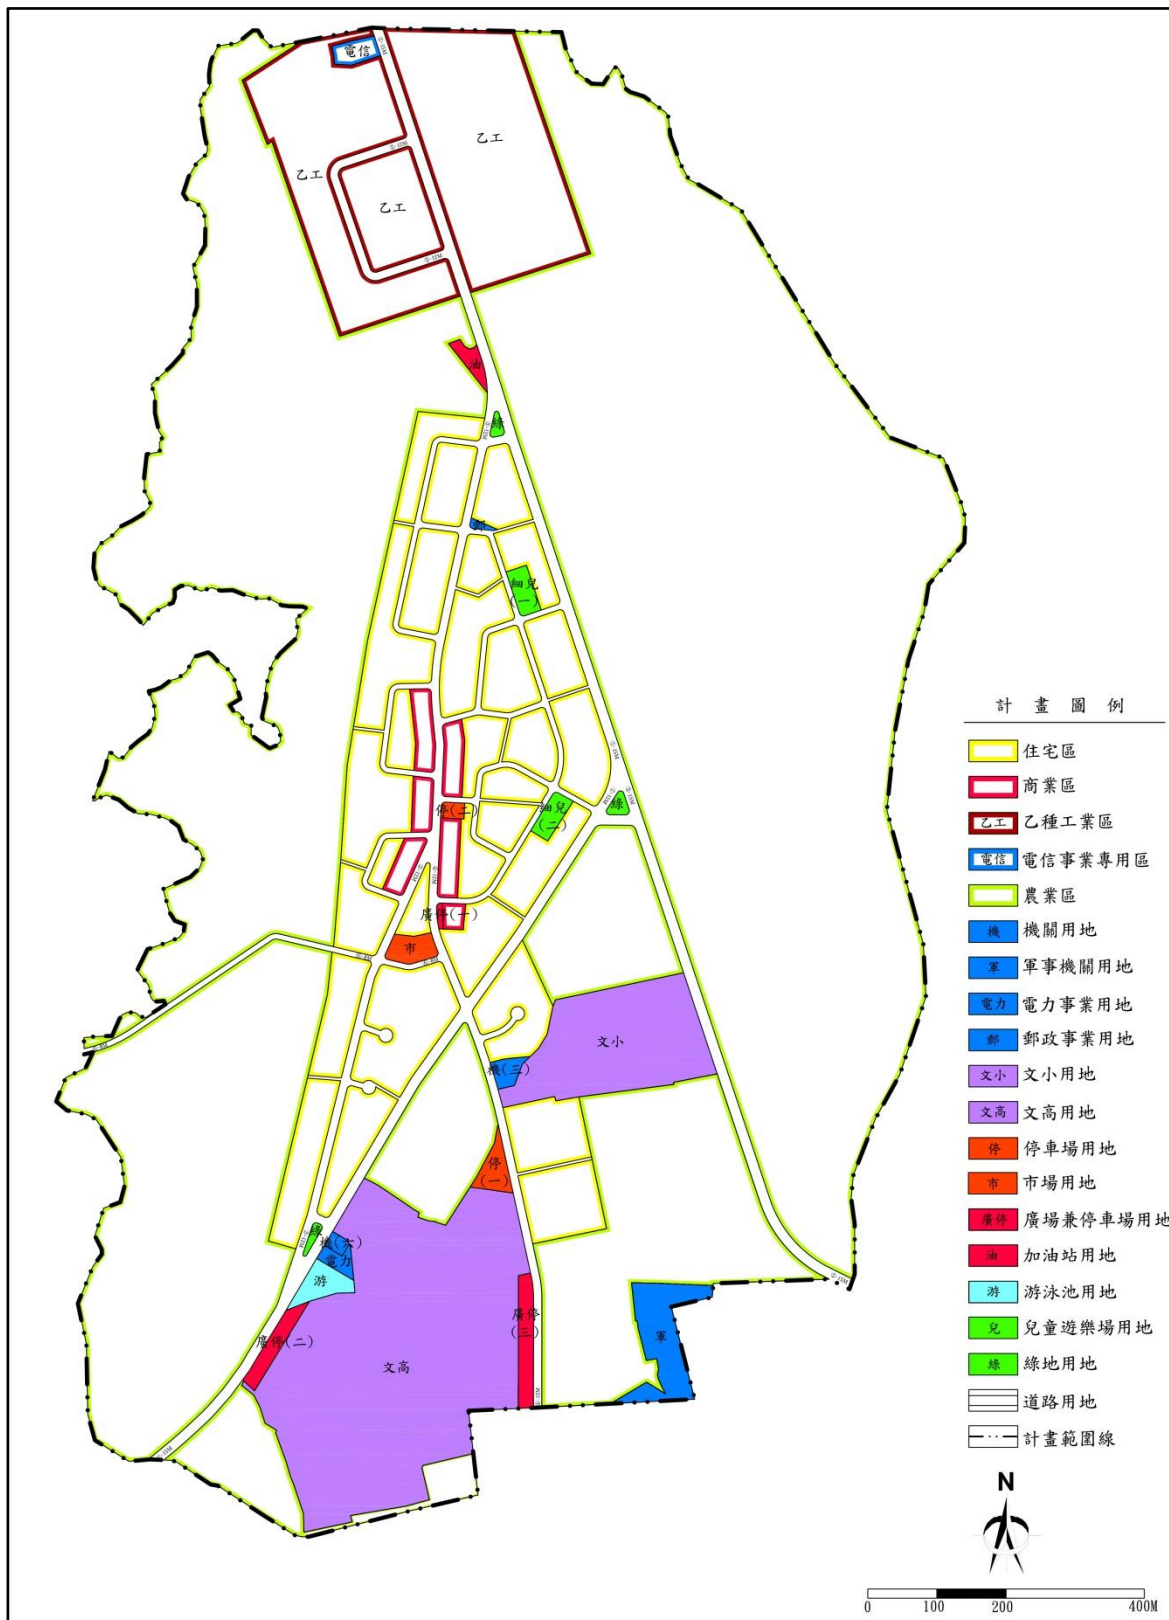 電信
乙工
乙工
乙工
油
綠
郵
細兒
(一)
停(二)
細兒
(二)
綠
廣停(一)
市
文小
機(三)
停
(一)
綠
機(六)
電力
游
廣停(二)
廣停
(三)
文高
軍
計畫圖例
住宅區
商業區
乙工 乙種工業區
電信 電信事業專用區
農業區
機 機關用地
軍 軍事機關用地
電力 電力事業用地
郵 郵政事業用地
文小 文小用地
文高 文高用地
停 停車場用地
市 市場用地
廣停 廣場兼停車場用地
油 加油站用地
游 游泳池用地
兒 兒童遊樂場用地
綠 綠地用地
道路用地
計畫範圍線
N
0 100 200 400M